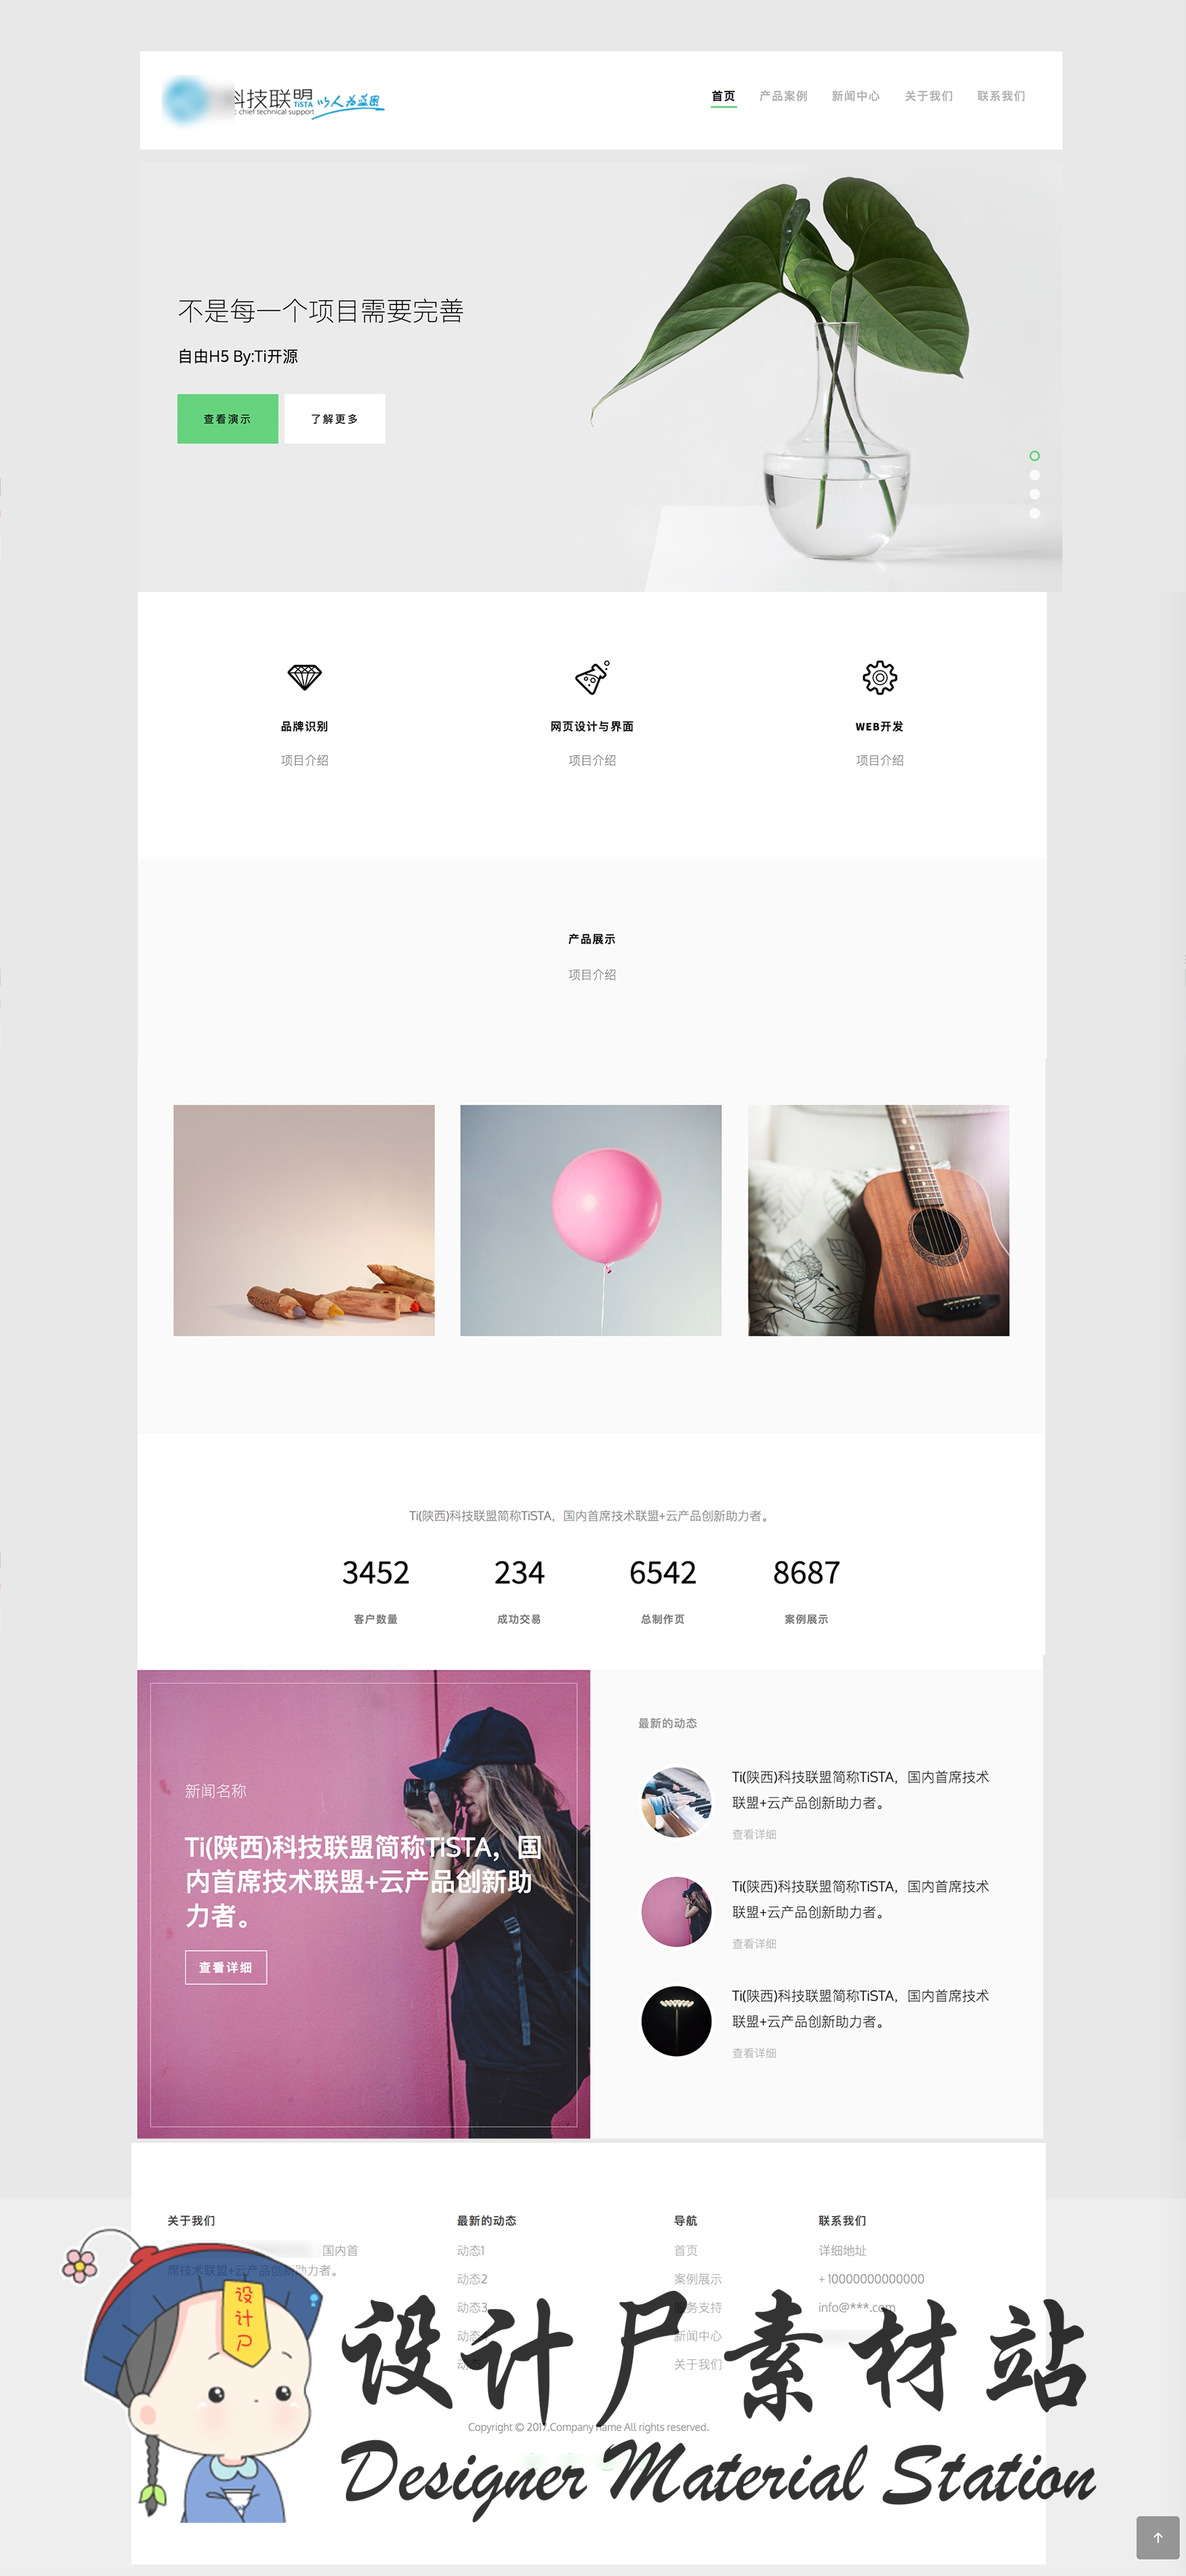 科技联盟
TiSTA
以人为蓝图
chief technical support
首页 产品案例 新闻中心 关于我们 联系我们
不是每一个项目需要完善
自由H5 By:Ti开源
查看演示 了解更多
品牌识别 网页设计与界面 WEB开发
项目介绍 项目介绍 项目介绍
产品展示
项目介绍
Ti(陕西)科技联盟简称TiSTA，国内首席技术联盟+云产品创新助力者。
3452 234 6542 8687
客户数量 成功交易 总制作页 案例展示
新闻名称
Ti(陕西)科技联盟简称TiSTA，国
内首席技术联盟+云产品创新助
力者。
查看详细
最新的动态
Ti(陕西)科技联盟简称TiSTA，国内首席技术
联盟+云产品创新助力者。
查看详细
Ti(陕西)科技联盟简称TiSTA，国内首席技术
联盟+云产品创新助力者。
查看详细
Ti(陕西)科技联盟简称TiSTA，国内首席技术
联盟+云产品创新助力者。
查看详细
关于我们
国内首
席技术联盟+云产品创新助力者。
最新的动态
动态1
动态2
动态3
动态
动态
导航
首页
案例展示
服务支持
新闻中心
关于我们
联系我们
详细地址
+ 10000000000000
info@***.com
Copyright © 2017.Company name All rights reserved.
设计尸
设计尸素材站
Designer Material Station